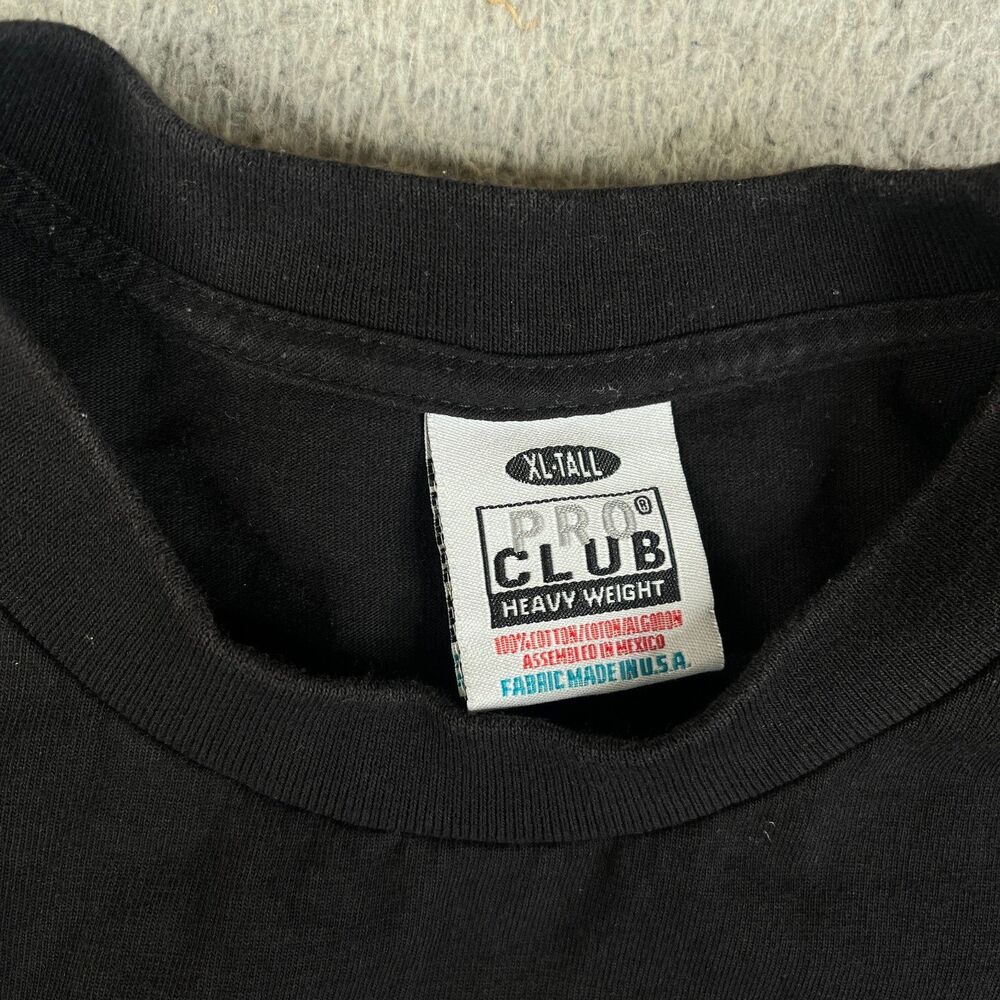 XL-TALL
PRO®
CLUB
HEAVY WEIGHT
100% COTTON/COTON/ALGODON
ASSEMBLED IN MEXICO
FABRIC MADE IN U.S.A.